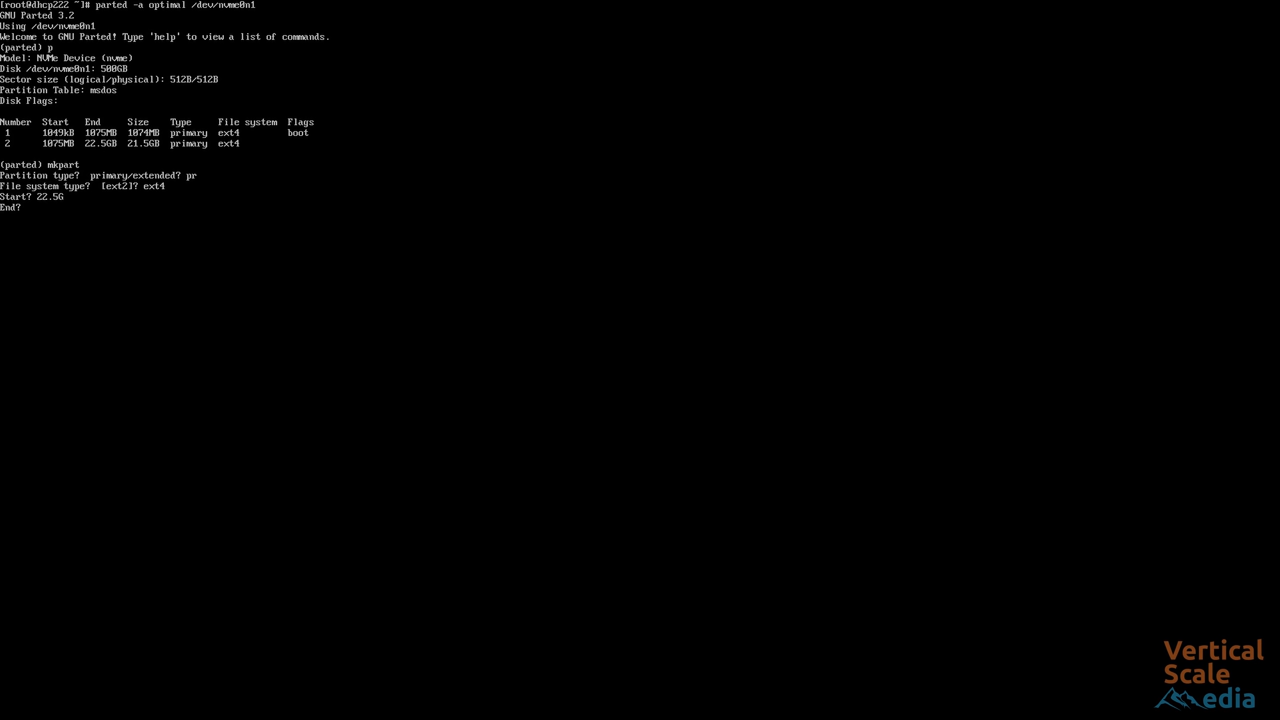 [root@dhcp222 ~]# parted -a optimal /dev/nvme0n1
GNU Parted 3.2
Using /dev/nvme0n1
Welcome to GNU Parted! Type 'help' to view a list of commands.
(parted) p
Model: NVMe Device (nvme)
Disk /dev/nvme0n1: 500GB
Sector size (logical/physical): 512B/512B
Partition Table: msdos
Disk Flags:
Number  Start   End     Size    Type     File system  Flags
 1      1049kB  1075MB  1074MB  primary  ext4         boot
 2      1075MB  22.5GB  21.5GB  primary  ext4
(parted) mkpart
Partition type?  primary/extended? pr
File system type?  [ext2]? ext4
Start? 22.5G
End?
Vertical
Scale
Media